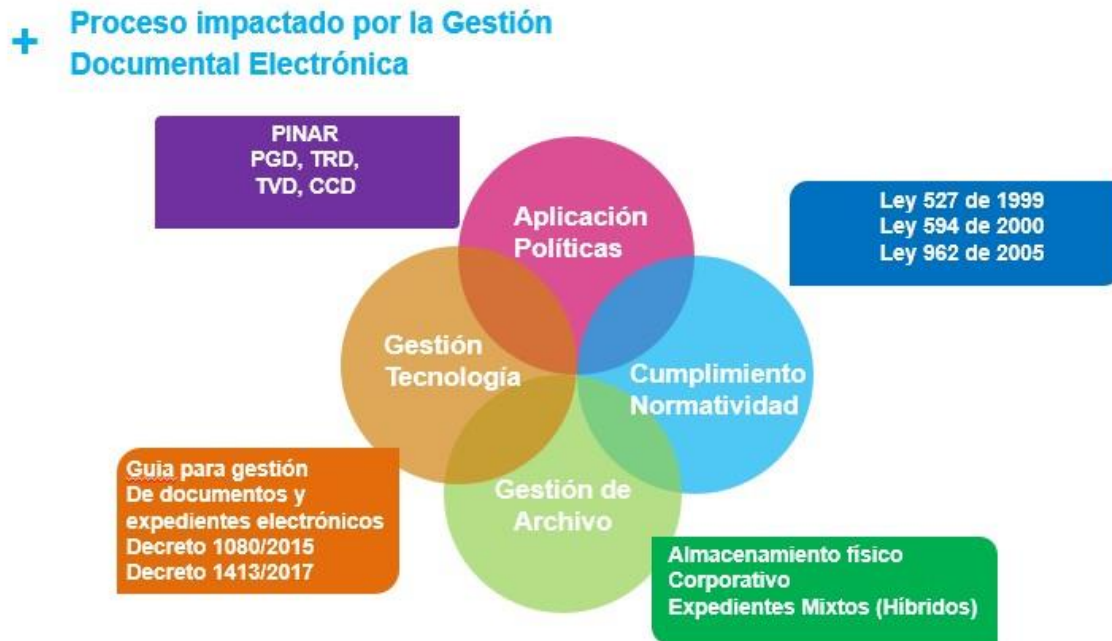 +
Proceso impactado por la Gestión
Documental Electrónica
PINAR
PGD, TRD,
TVD, CCD
Aplicación
Políticas
Ley 527 de 1999
Ley 594 de 2000
Ley 962 de 2005
Gestión
Tecnología
Cumplimiento
Normatividad
Guia para gestión
De documentos y
expedientes electrónicos
Decreto 1080/2015
Decreto 1413/2017
Gestión de
Archivo
Almacenamiento físico
Corporativo
Expedientes Mixtos (Híbridos)